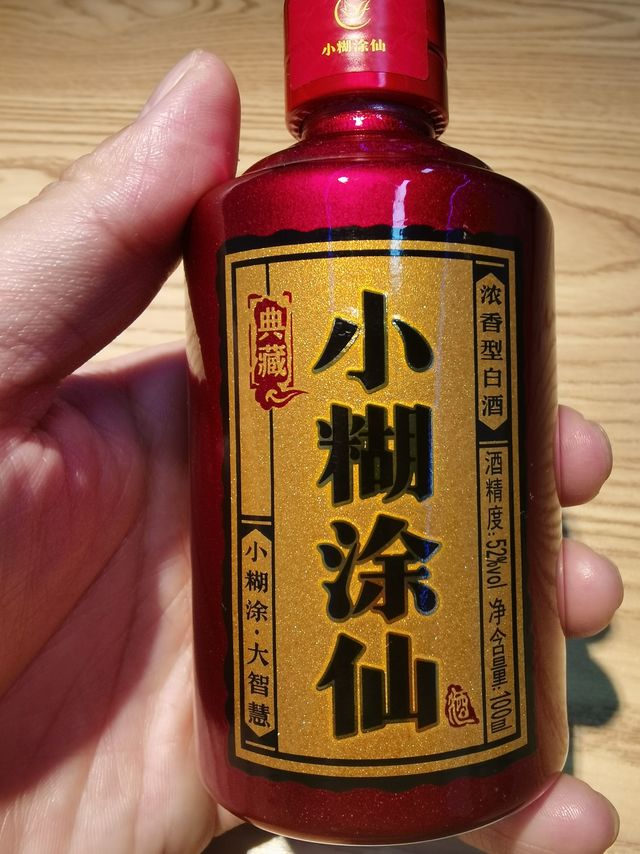 小糊涂仙
典藏
小糊涂仙
酒
浓香型白酒
酒精度:52%vol 净含量:100ml
小糊涂·大智慧